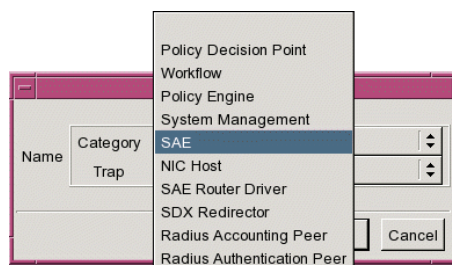 Policy Decision Point
Workflow
Policy Engine
System Management
Name
Category
SAE
Trap
NIC Host
SAE Router Driver
SDX Redirector
Radius Accounting Peer
Cancel
Radius Authentication Peer